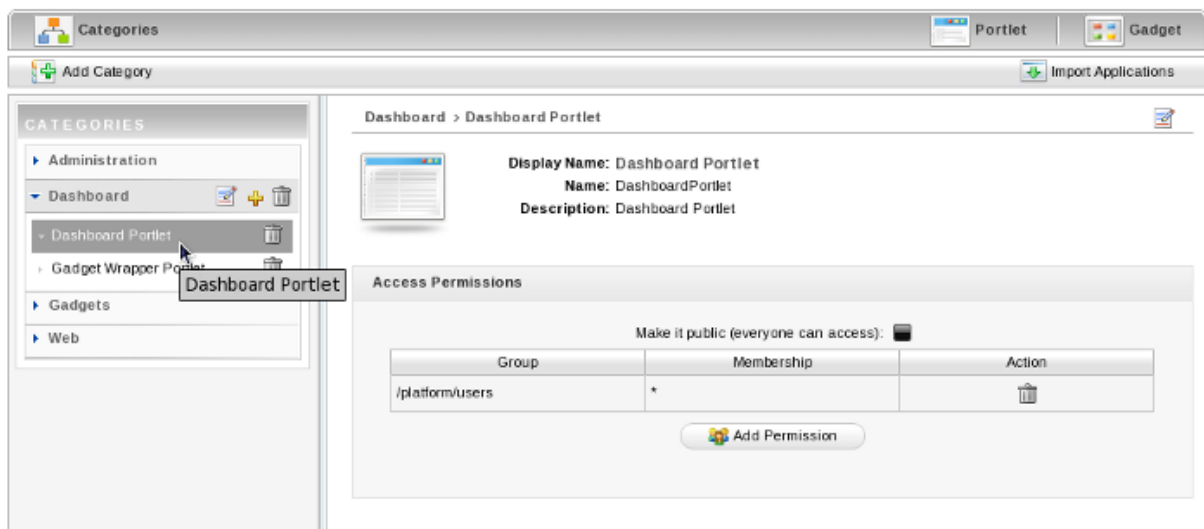 Categories
Portlet
Gadget
Add Category
Import Applications
CATEGORIES
Administration
Dashboard
Dashboard Portlet
Gadget Wrapper Portlet
Dashboard Portlet
Gadgets
Web
Dashboard > Dashboard Portlet
Display Name: Dashboard Portlet
Name: DashboardPortlet
Description: Dashboard Portlet
Access Permissions
Make it public (everyone can access):
Group Membership Action
/platform/users *
Add Permission